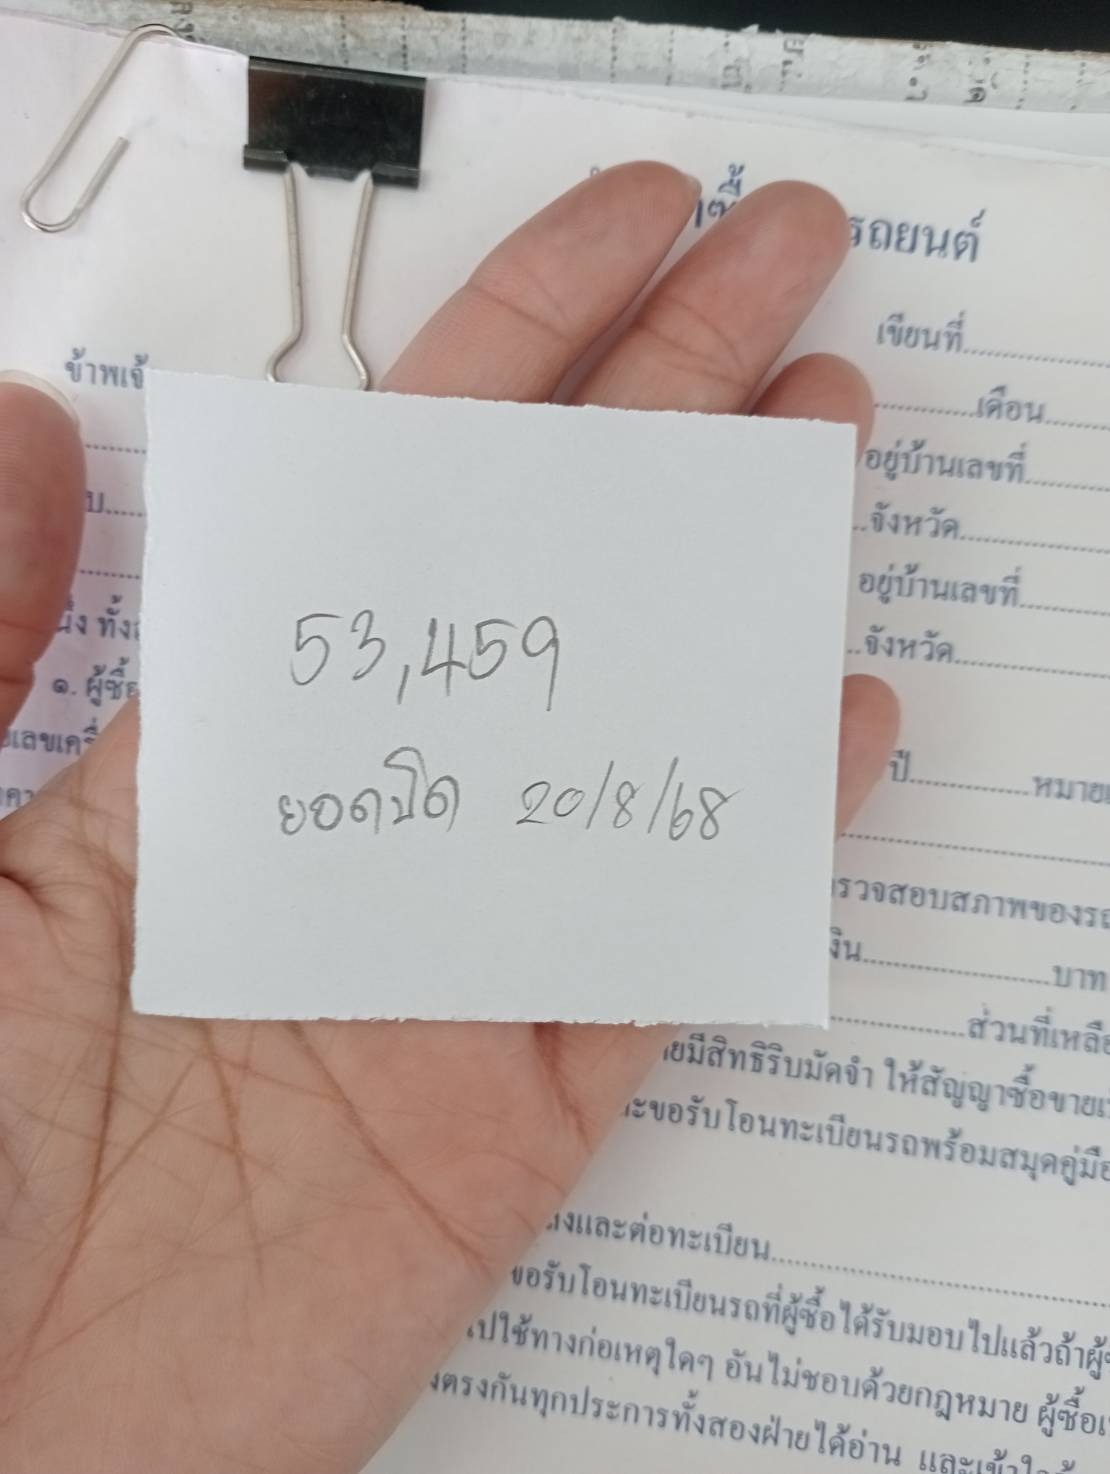 รถยนต์
เขียนที่
ข้าพเจ้
เดือน
อยู่บ้านเลขที่
จังหวัด
อยู่บ้านเลขที่
จังหวัด
๑. ผู้ซื้อ
53,459
ยอดปิด 20/8/68
ปี หมาย
ตรวจสอบสภาพของรถ
เงิน บาท
ส่วนที่เหลือ
มีสิทธิริบมัดจำ ให้สัญญาซื้อขาย
ขอรับโอนทะเบียนรถพร้อมสมุดคู่มือ
และต่อทะเบียน
ขอรับโอนทะเบียนรถที่ผู้ซื้อได้รับมอบไปแล้วถ้าผู้
ไปใช้ทางก่อเหตุใดๆ อันไม่ชอบด้วยกฎหมาย ผู้ซื้อ
ตรงกันทุกประการทั้งสองฝ่ายได้อ่าน และเข้าใจ